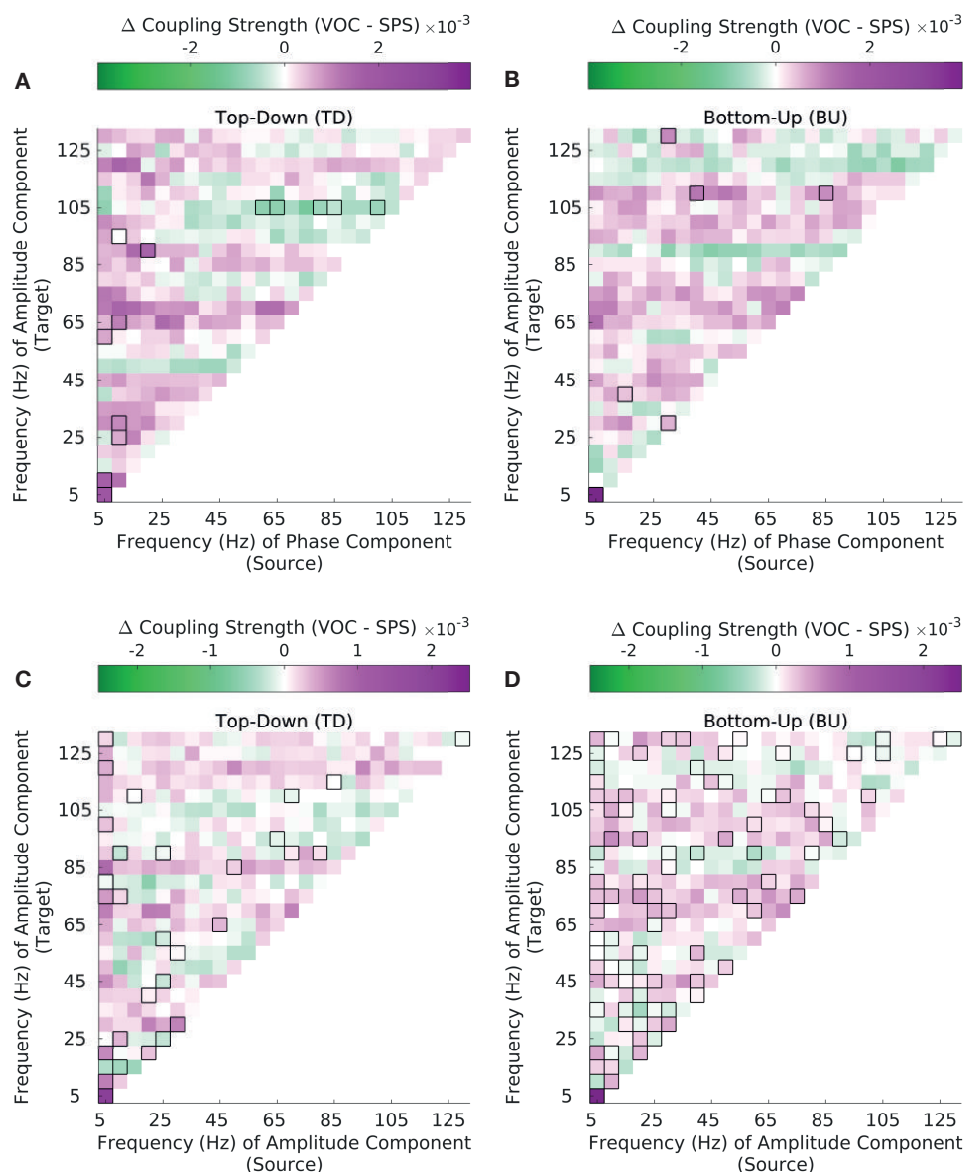 Δ Coupling Strength (VOC - SPS) ×10⁻³
-2 0 2
A
Top-Down (TD)
Frequency (Hz) of Amplitude Component
(Target)
125
105
85
65
45
25
5
5 25 45 65 85 105 125
Frequency (Hz) of Phase Component
(Source)
Δ Coupling Strength (VOC - SPS) ×10⁻³
-2 0 2
B
Bottom-Up (BU)
Frequency (Hz) of Amplitude Component
(Target)
125
105
85
65
45
25
5
5 25 45 65 85 105 125
Frequency (Hz) of Phase Component
(Source)
Δ Coupling Strength (VOC - SPS) ×10⁻³
-2 -1 0 1 2
C
Top-Down (TD)
Frequency (Hz) of Amplitude Component
(Target)
125
105
85
65
45
25
5
5 25 45 65 85 105 125
Frequency (Hz) of Amplitude Component
(Source)
Δ Coupling Strength (VOC - SPS) ×10⁻³
-2 -1 0 1 2
D
Bottom-Up (BU)
Frequency (Hz) of Amplitude Component
(Target)
125
105
85
65
45
25
5
5 25 45 65 85 105 125
Frequency (Hz) of Amplitude Component
(Source)